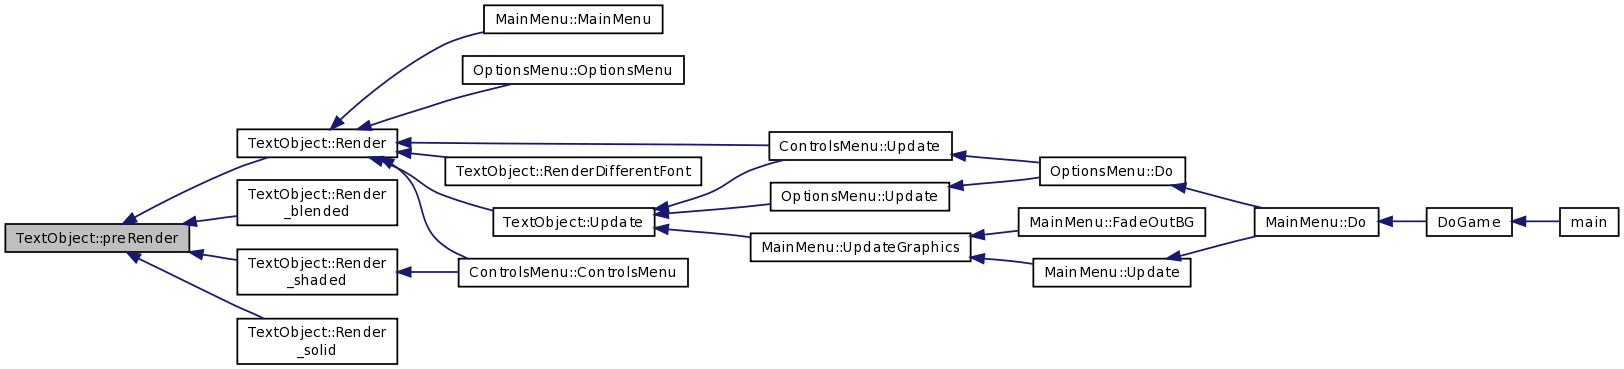 MainMenu::MainMenu
OptionsMenu::OptionsMenu
TextObject::Render
ControlsMenu::Update
TextObject::RenderDifferentFont
OptionsMenu::Do
TextObject::Render
_blended
OptionsMenu::Update
TextObject::Update
MainMenu::FadeOutBG
MainMenu::Do
DoGame
main
TextObject::preRender
MainMenu::UpdateGraphics
TextObject::Render
_shaded
ControlsMenu::ControlsMenu
MainMenu::Update
TextObject::Render
_solid